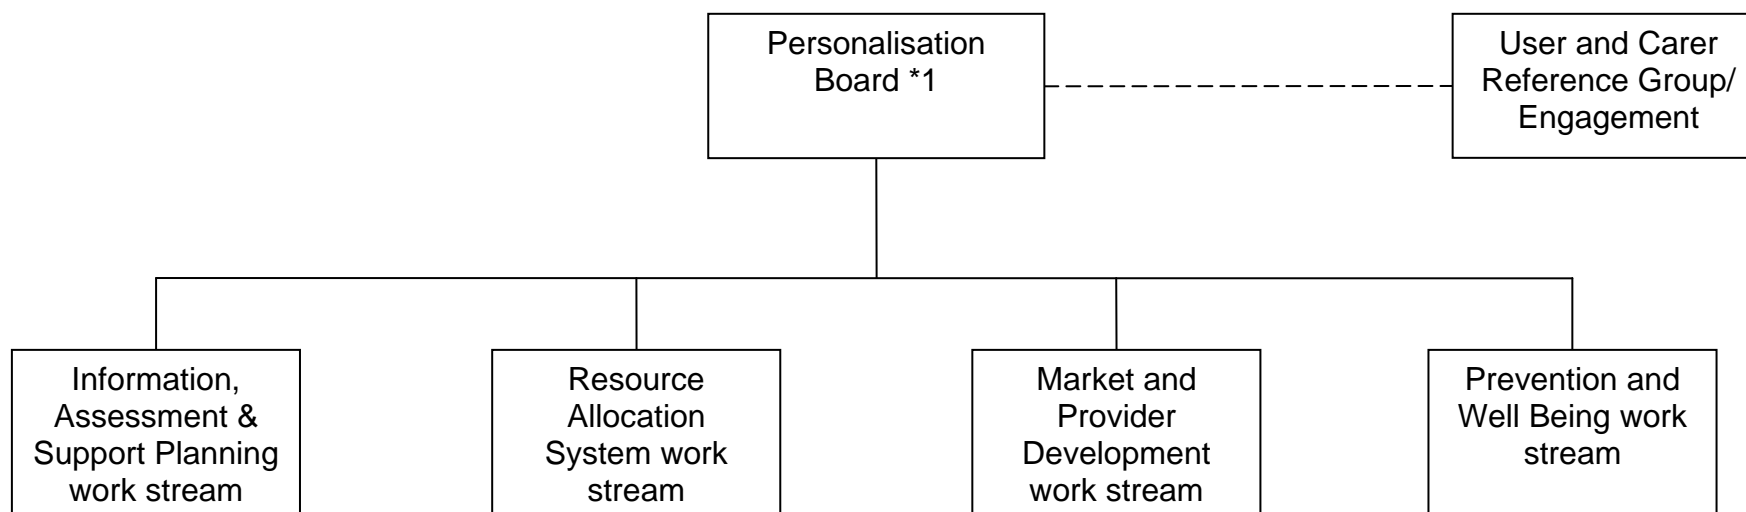 Personalisation
Board *1
User and Carer
Reference Group/
Engagement
Information,
Assessment &
Support Planning
work stream
Resource
Allocation
System work
stream
Market and
Provider
Development
work stream
Prevention and
Well Being work
stream